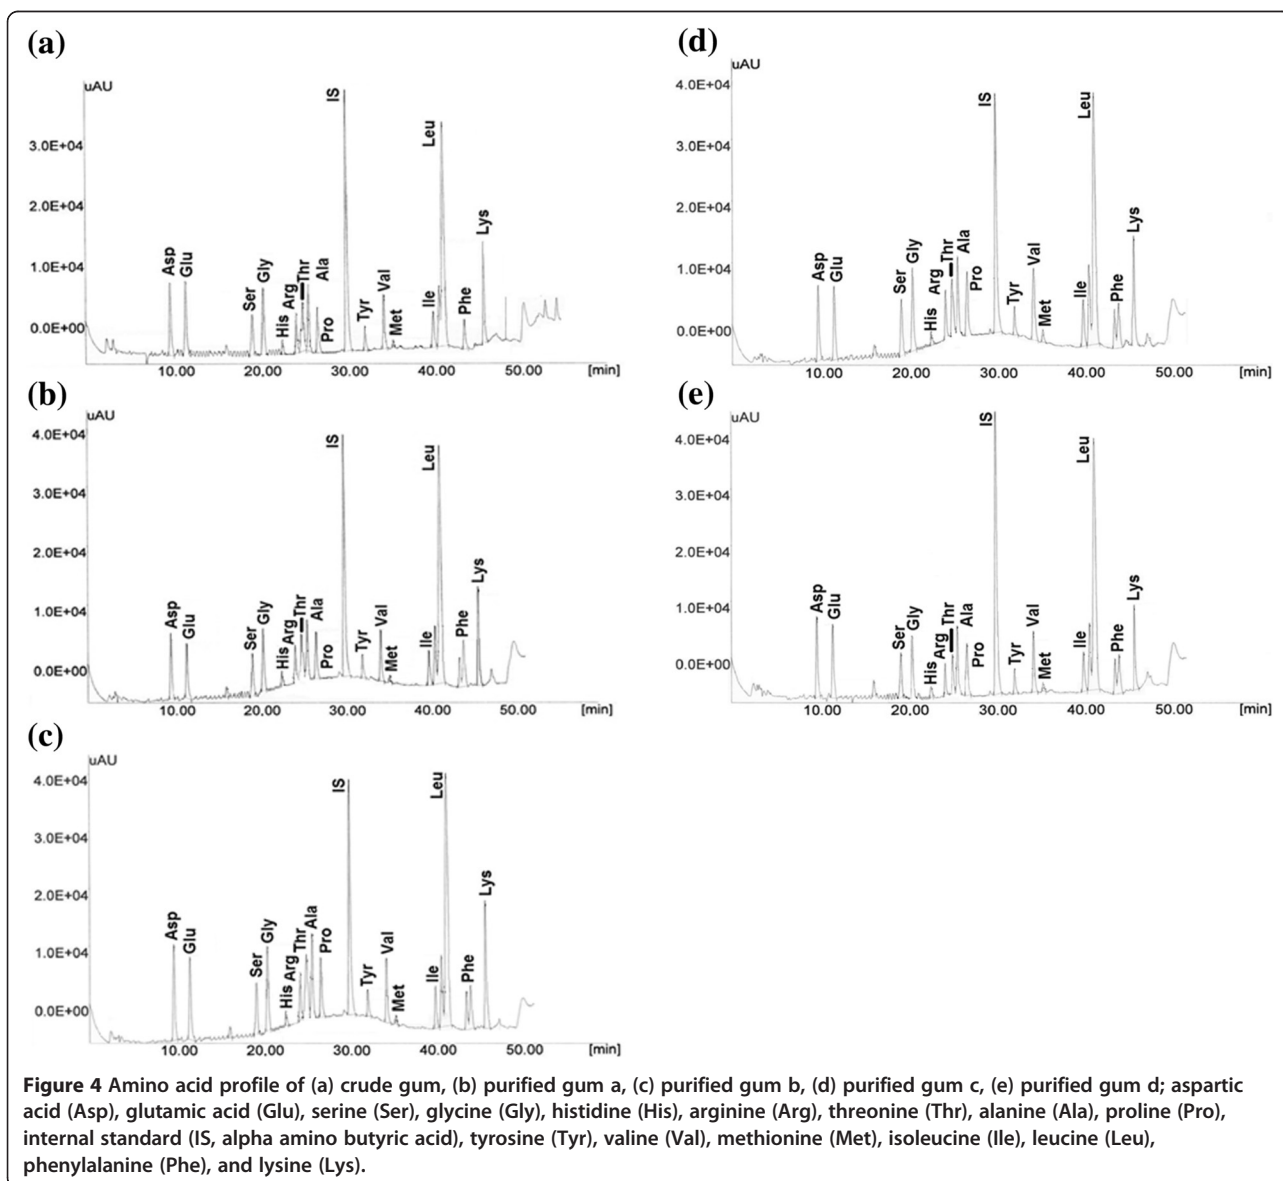 (a)
uAU
3.0E+04
2.0E+04
1.0E+04
0.0E+00
Asp
Glu
Ser
Gly
His
Arg
Thr
Ala
Pro
IS
Tyr
Val
Met
Ile
Leu
Phe
Lys
10.00 20.00 30.00 40.00 50.00 [min]
(b)
uAU
4.0E+04
3.0E+04
2.0E+04
1.0E+04
0.0E+00
Asp
Glu
Ser
Gly
His
Arg
Thr
Ala
Pro
IS
Tyr
Val
Met
Ile
Leu
Phe
Lys
10.00 20.00 30.00 40.00 50.00 [min]
(c)
uAU
4.0E+04
3.0E+04
2.0E+04
1.0E+04
0.0E+00
Asp
Glu
Ser
Gly
His
Arg
Thr
Ala
Pro
IS
Tyr
Val
Met
Ile
Leu
Phe
Lys
10.00 20.00 30.00 40.00 50.00 [min]
(d)
uAU
4.0E+04
3.0E+04
2.0E+04
1.0E+04
0.0E+00
Asp
Glu
Ser
Gly
His
Arg
Thr
Ala
Pro
IS
Tyr
Val
Met
Ile
Leu
Phe
Lys
10.00 20.00 30.00 40.00 50.00 [min]
(e)
uAU
4.0E+04
3.0E+04
2.0E+04
1.0E+04
0.0E+00
Asp
Glu
Ser
Gly
His
Arg
Thr
Ala
Pro
IS
Tyr
Val
Met
Ile
Leu
Phe
Lys
10.00 20.00 30.00 40.00 50.00 [min]
Figure 4 Amino acid profile of (a) crude gum, (b) purified gum a, (c) purified gum b, (d) purified gum c, (e) purified gum d; aspartic
acid (Asp), glutamic acid (Glu), serine (Ser), glycine (Gly), histidine (His), arginine (Arg), threonine (Thr), alanine (Ala), proline (Pro),
internal standard (IS, alpha amino butyric acid), tyrosine (Tyr), valine (Val), methionine (Met), isoleucine (Ile), leucine (Leu),
phenylalanine (Phe), and lysine (Lys).